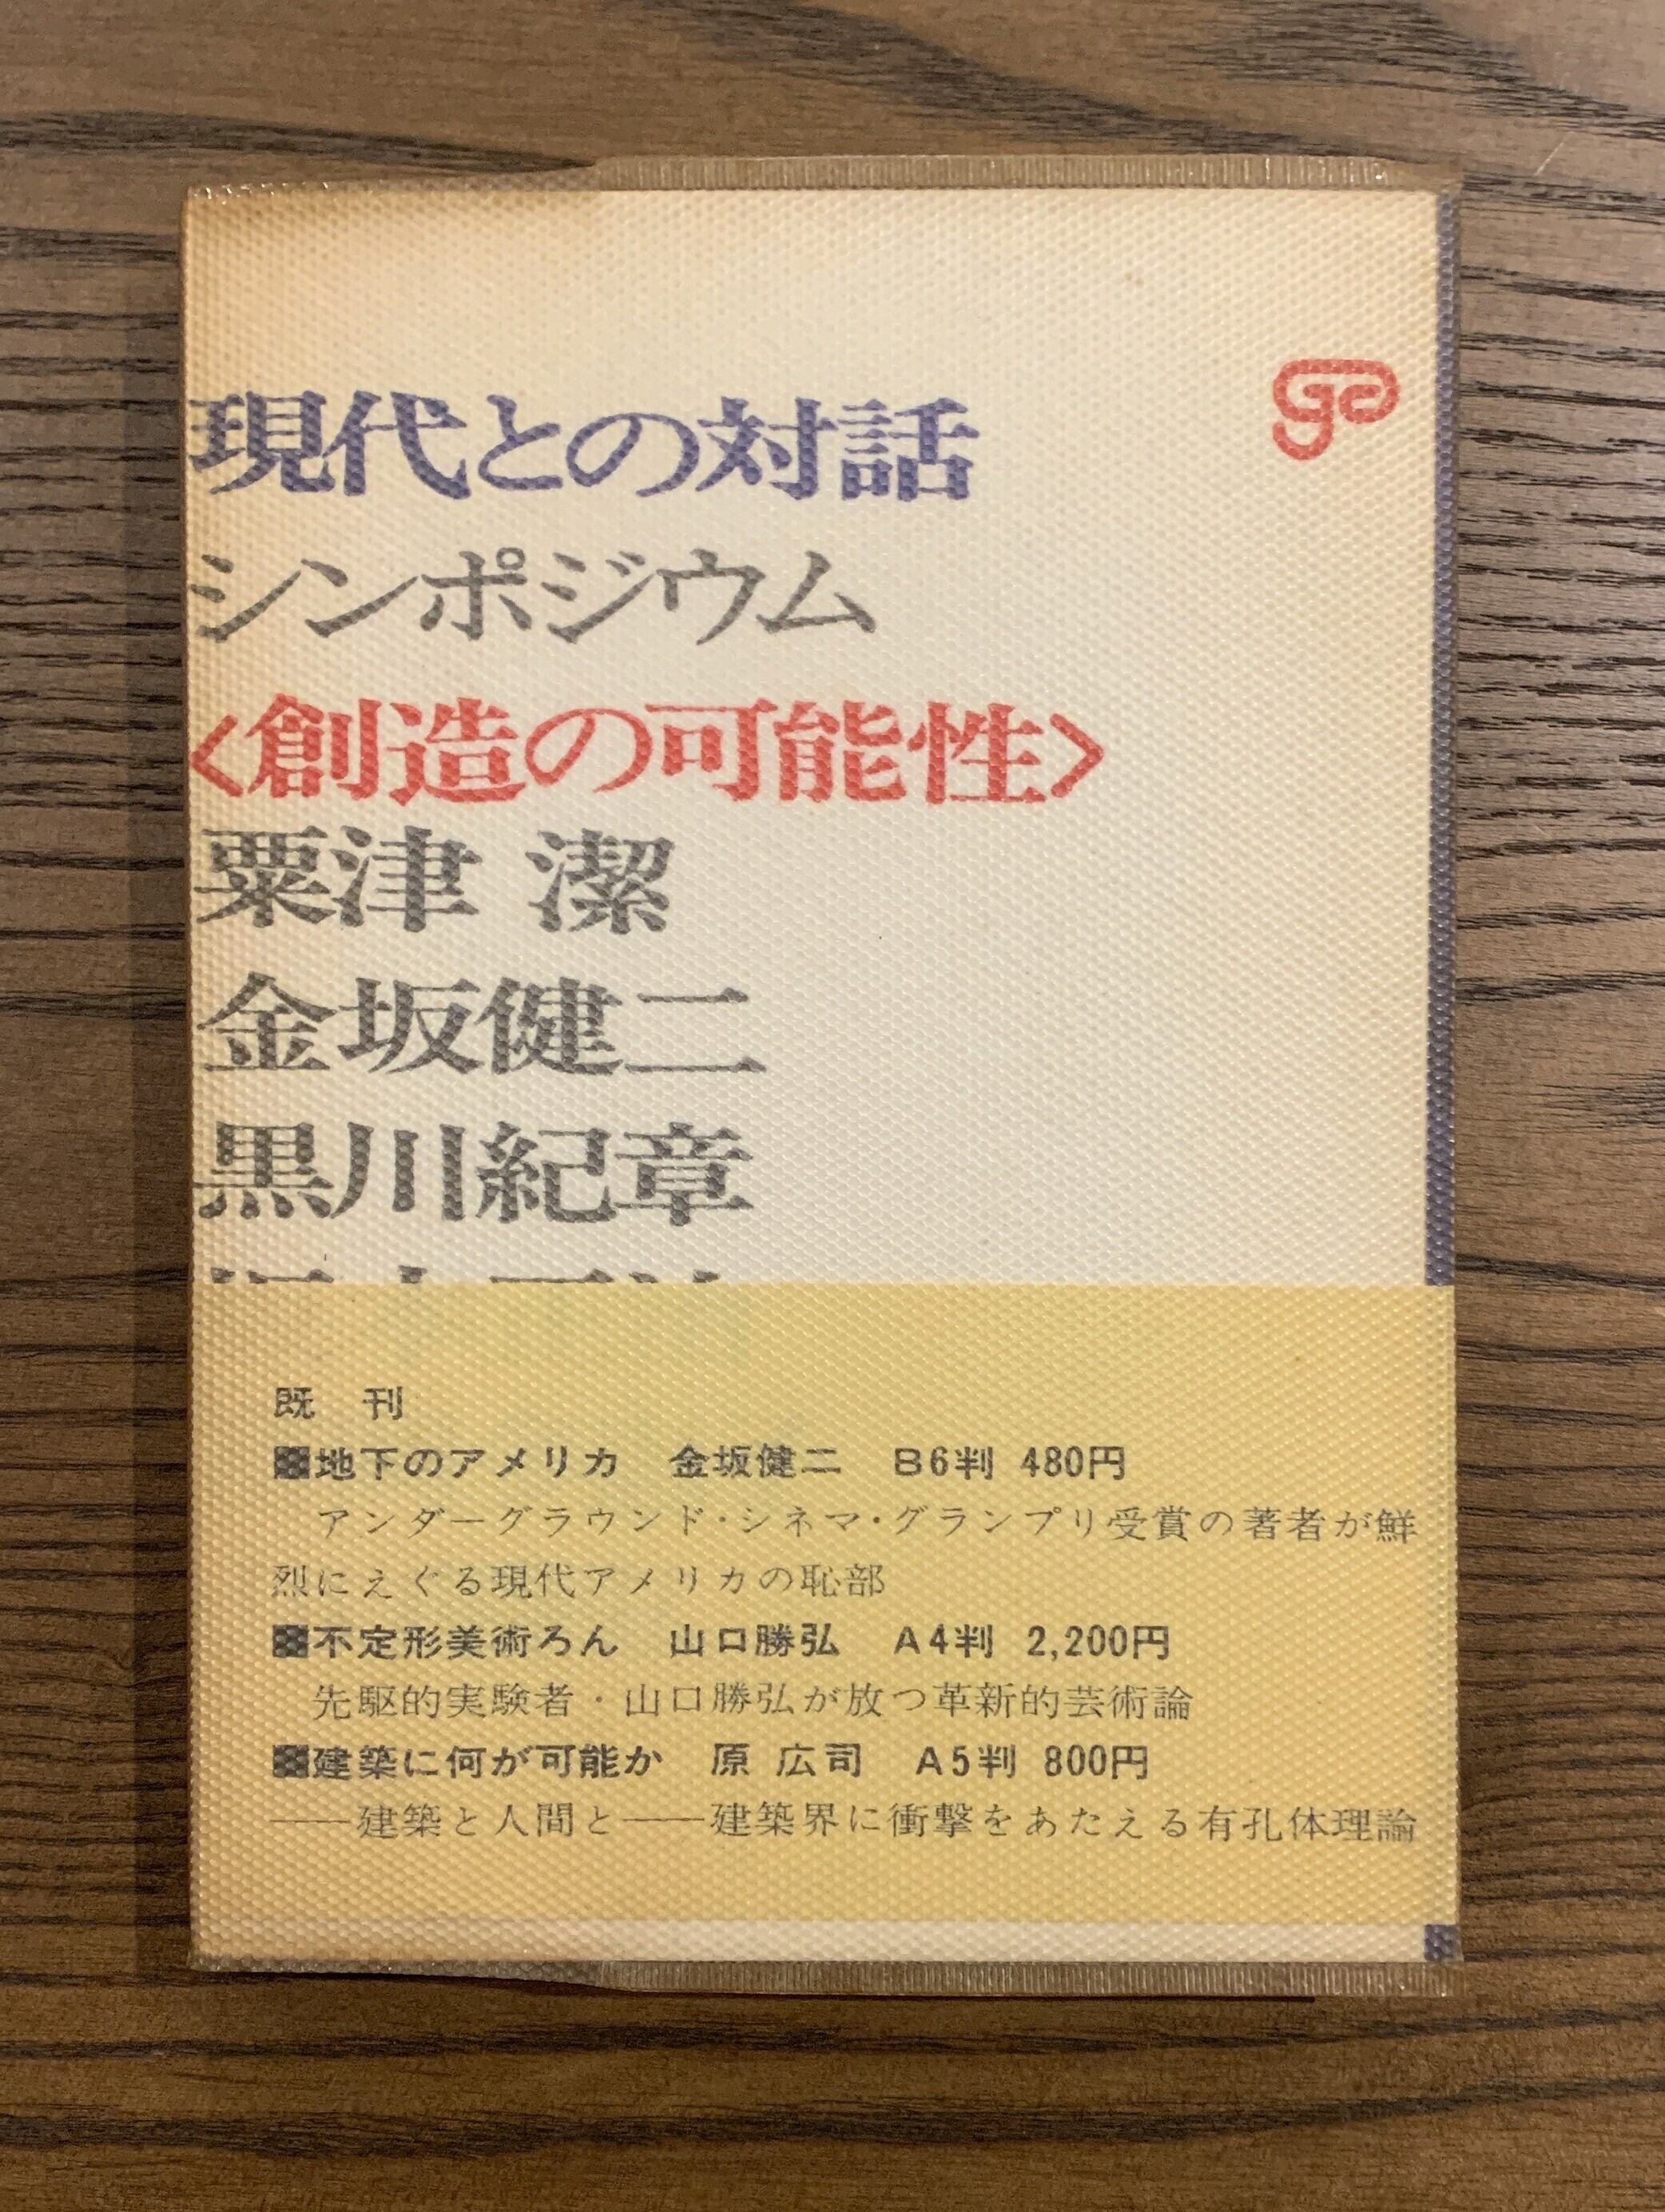 現代との対話
シンポジウム
<創造の可能性>
粟津 潔
金坂健二
黒川紀章
既 刊
■地下のアメリカ 金坂健二 B6判 480円
アンダーグラウンド・シネマ・グランプリ受賞の著者が鮮
烈にえぐる現代アメリカの恥部
■不定形美術ろん 山口勝弘 A4判 2,200円
先駆的実験者・山口勝弘が放つ革新的芸術論
■建築に何が可能か 原 広司 A5判 800円
――建築と人間と――建築界に衝撃をあたえる有孔体理論